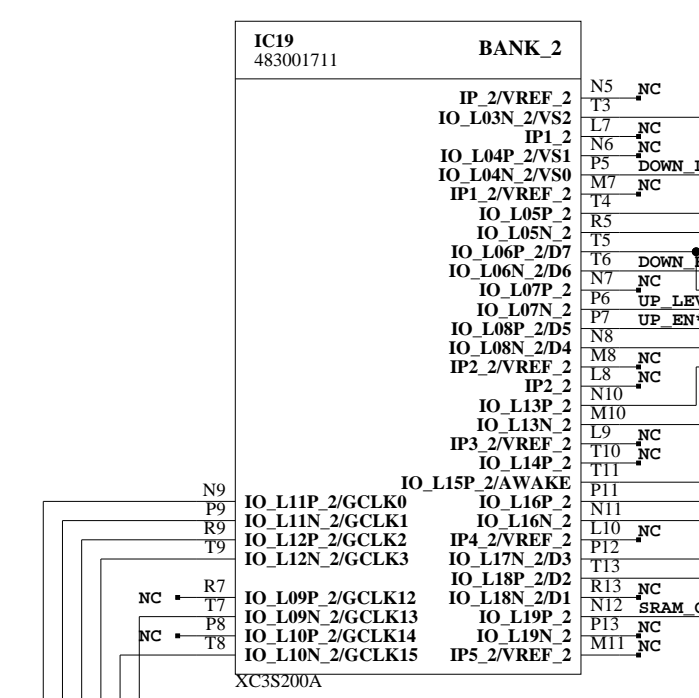 IC19 BANK_2
483001711
IP_2/VREF_2 N5 NC
IO_L03N_2/VS2 T3
IP1_2 L7 NC
IO_L04P_2/VS1 N6 NC
IO_L04N_2/VS0 P5 DOWN_
IP1_2/VREF_2 M7 NC
IO_L05P_2 T4
IO_L05N_2 R5
IO_L06P_2/D7 T5
IO_L06N_2/D6 T6 DOWN_
IO_L07P_2 N7 NC
IO_L07N_2 P6 UP_LE
IO_L08P_2/D5 P7 UP_EN
IO_L08N_2/D4 N8
IP2_2/VREF_2 M8 NC
IP2_2 L8 NC
IO_L13P_2 N10
IO_L13N_2 M10
IP3_2/VREF_2 L9 NC
IO_L14P_2 T10 NC
IO_L15P_2/AWAKE T11
N9 IO_L11P_2/GCLK0 IO_L16P_2 P11
P9 IO_L11N_2/GCLK1 IO_L16N_2 N11
R9 IO_L12P_2/GCLK2 IP4_2/VREF_2 L10 NC
T9 IO_L12N_2/GCLK3 IO_L17N_2/D3 P12
IO_L18P_2/D2 T13
NC R7 IO_L09P_2/GCLK12 IO_L18N_2/D1 R13 NC
T7 IO_L09N_2/GCLK13 IO_L19P_2 N12 SRAM_
NC P8 IO_L10P_2/GCLK14 IO_L19N_2 P13 NC
T8 IO_L10N_2/GCLK15 IP5_2/VREF_2 M11 NC
XC3S200A